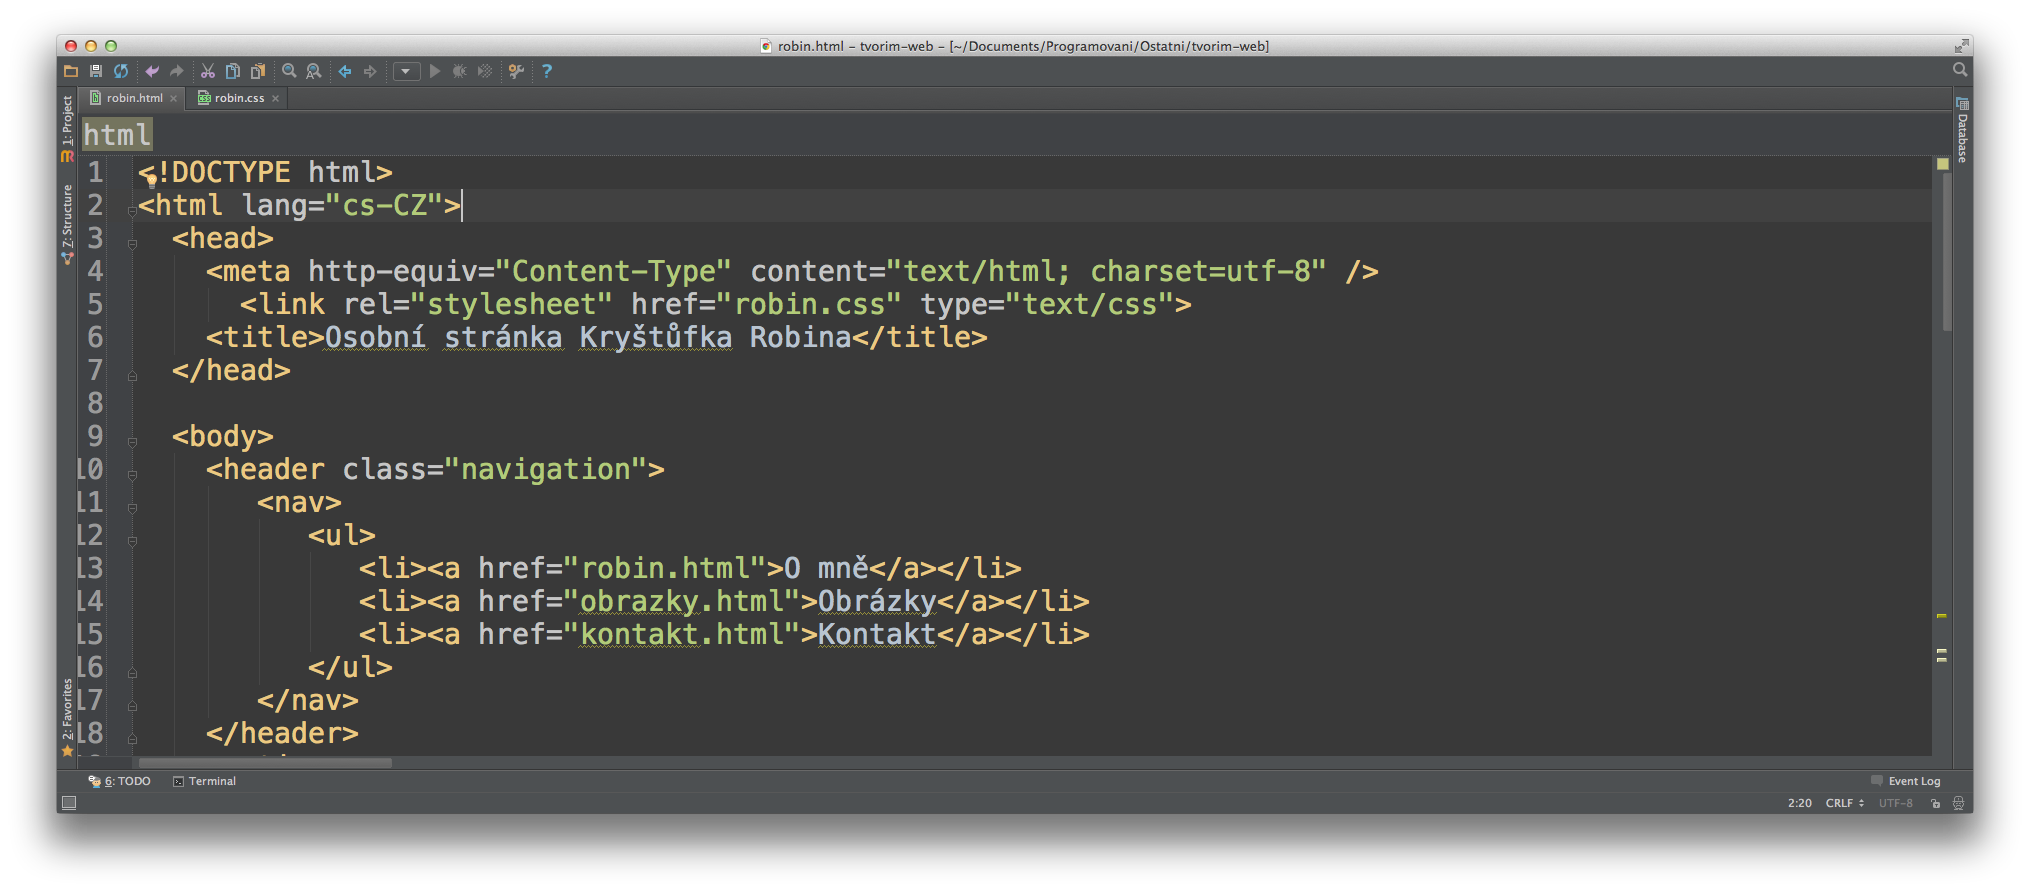 robin.html – tvorim-web – [~/Documents/Programovani/Ostatni/tvorim-web]
robin.html
robin.css
1: Project
Z: Structure
2: Favorites
Database
html
1 <!DOCTYPE html>
2 <html lang="cs-CZ">
3 <head>
4 <meta http-equiv="Content-Type" content="text/html; charset=utf-8" />
5 <link rel="stylesheet" href="robin.css" type="text/css">
6 <title>Osobní stránka Kryštůfka Robina</title>
7 </head>
8
9 <body>
10 <header class="navigation">
11 <nav>
12 <ul>
13 <li><a href="robin.html">O mně</a></li>
14 <li><a href="obrazky.html">Obrázky</a></li>
15 <li><a href="kontakt.html">Kontakt</a></li>
16 </ul>
17 </nav>
18 </header>
6: TODO
Terminal
Event Log
2:20 CRLF UTF-8